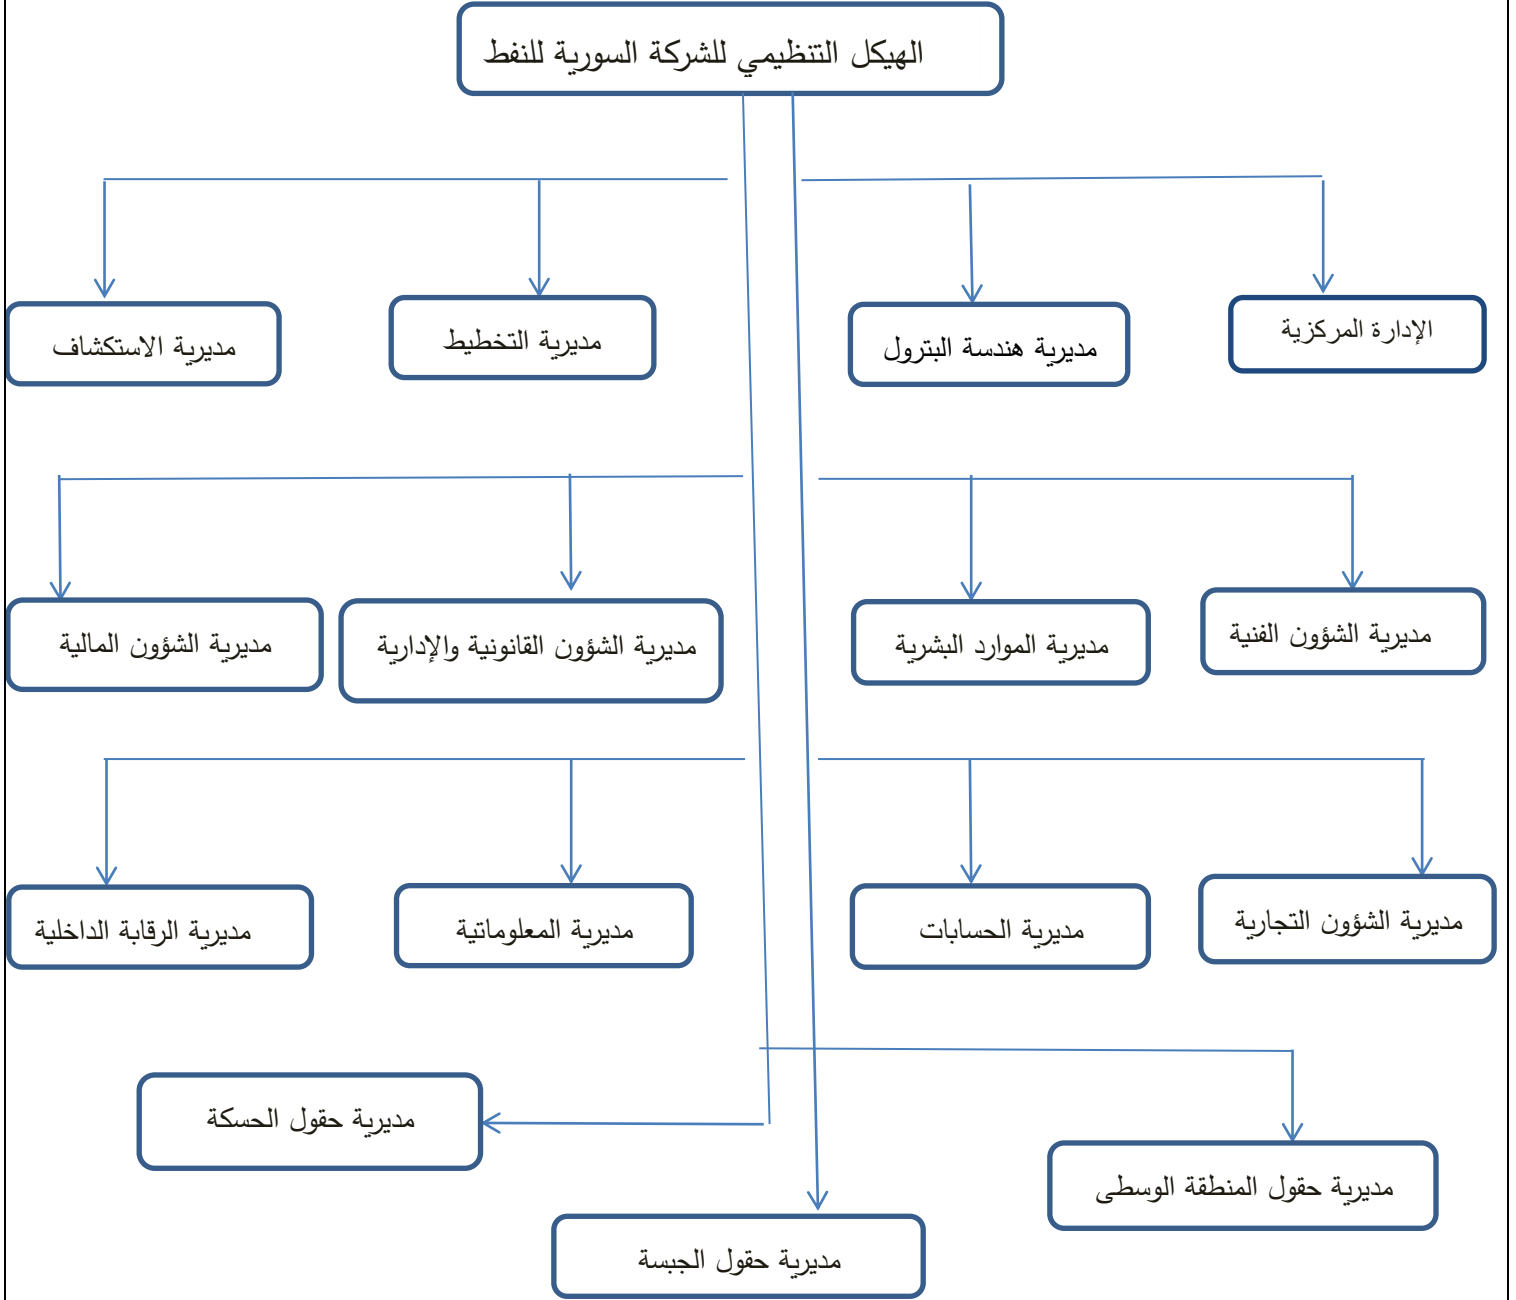 الهيكل التنظيمي للشركة السورية للنفط
الإدارة المركزية
مديرية هندسة البترول
مديرية التخطيط
مديرية الاستكشاف
مديرية الشؤون الفنية
مديرية الموارد البشرية
مديرية الشؤون القانونية والإدارية
مديرية الشؤون المالية
مديرية الشؤون التجارية
مديرية الحسابات
مديرية المعلوماتية
مديرية الرقابة الداخلية
مديرية حقول الحسكة
مديرية حقول المنطقة الوسطى
مديرية حقول الجبسة